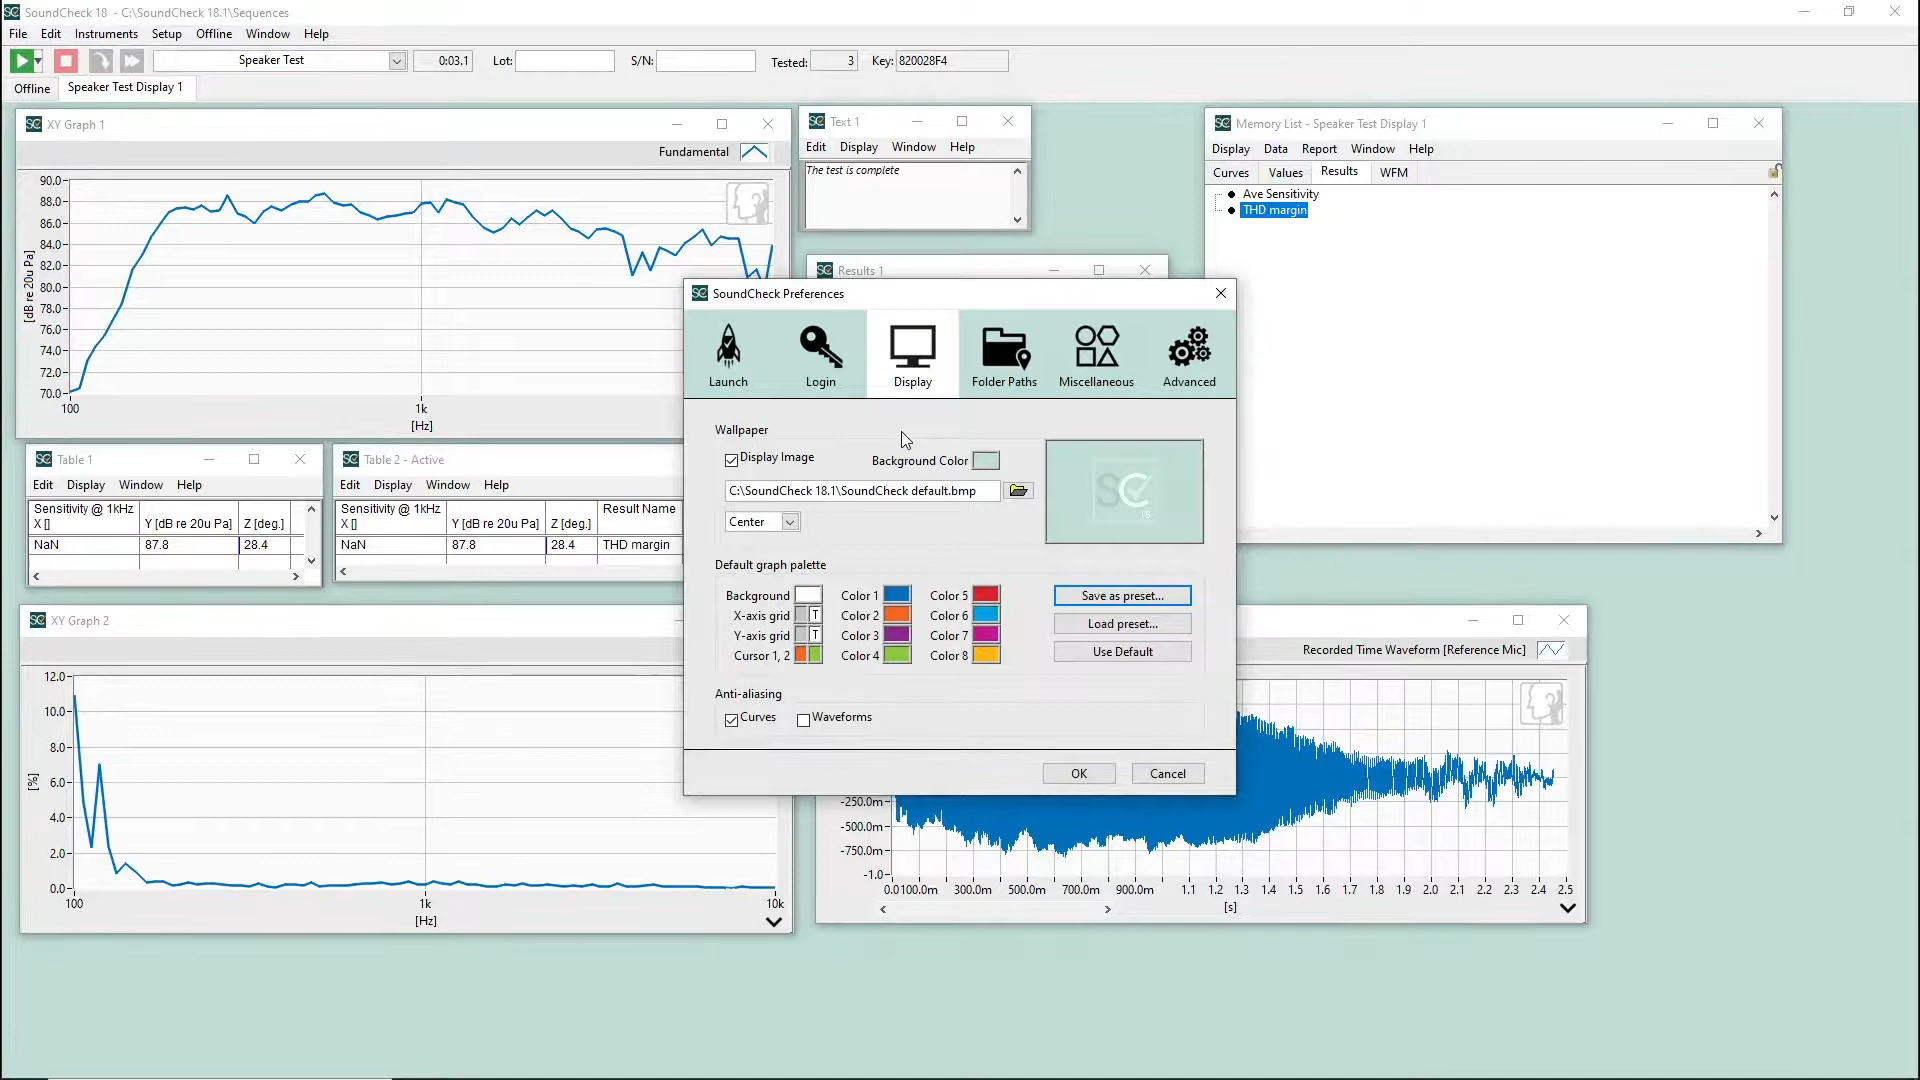 SoundCheck 18 - C:\SoundCheck 18.1\Sequences
File Edit Instruments Setup Offline Window Help
Speaker Test 0:03.1 Lot: S/N: Tested: 3 Key: 820028F4
Offline Speaker Test Display 1
XY Graph 1
Fundamental
90.0
88.0
86.0
84.0
82.0
80.0
78.0
76.0
74.0
72.0
70.0
[dB re 20u Pa]
100 1k
[Hz]
Text 1
Edit Display Window Help
The test is complete
Results 1
Memory List - Speaker Test Display 1
Display Data Report Window Help
Curves Values Results WFM
Ave Sensitivity
THD margin
SoundCheck Preferences
Launch Login Display Folder Paths Miscellaneous Advanced
Wallpaper
Display Image Background Color
C:\SoundCheck 18.1\SoundCheck default.bmp
Center
SC
18
Default graph palette
Background Color 1 Color 5 Save as preset...
X-axis grid T Color 2 Color 6 Load preset...
Y-axis grid T Color 3 Color 7
Cursor 1, 2 Color 4 Color 8 Use Default
Anti-aliasing
Curves Waveforms
OK Cancel
Table 1
Edit Display Window Help
Sensitivity @ 1kHz
X [] Y [dB re 20u Pa] Z [deg.]
NaN 87.8 28.4
Table 2 - Active
Edit Display Window Help
Sensitivity @ 1kHz Result Name
X [] Y [dB re 20u Pa] Z [deg.]
NaN 87.8 28.4 THD margin
XY Graph 2
12.0
10.0
8.0
6.0
4.0
2.0
0.0
[%]
100 1k 10k
[Hz]
Recorded Time Waveform [Reference Mic]
-250.0m
-500.0m
-750.0m
-1.0
0.0 100.0m 300.0m 500.0m 700.0m 900.0m 1.1 1.2 1.3 1.4 1.5 1.6 1.7 1.8 1.9 2.0 2.1 2.2 2.3 2.4 2.5
[s]